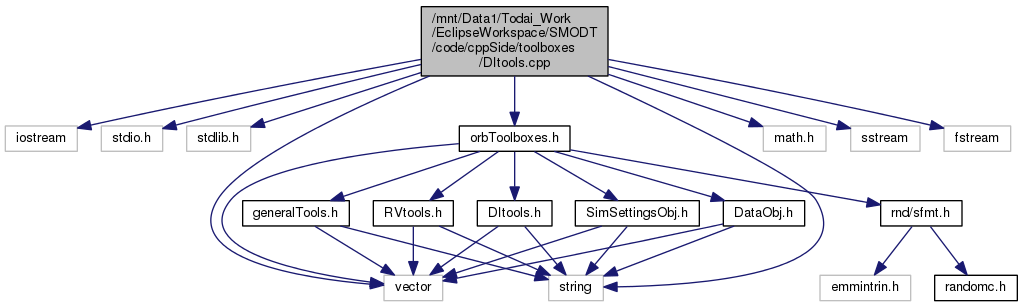 /mnt/Data1/Todai_Work
/EclipseWorkspace/SMODT
/code/cppSide/toolboxes
/DItools.cpp
iostream
stdio.h
stdlib.h
orbToolboxes.h
math.h
sstream
fstream
generalTools.h
RVtools.h
DItools.h
SimSettingsObj.h
DataObj.h
rnd/sfmt.h
vector
string
emmintrin.h
randomc.h